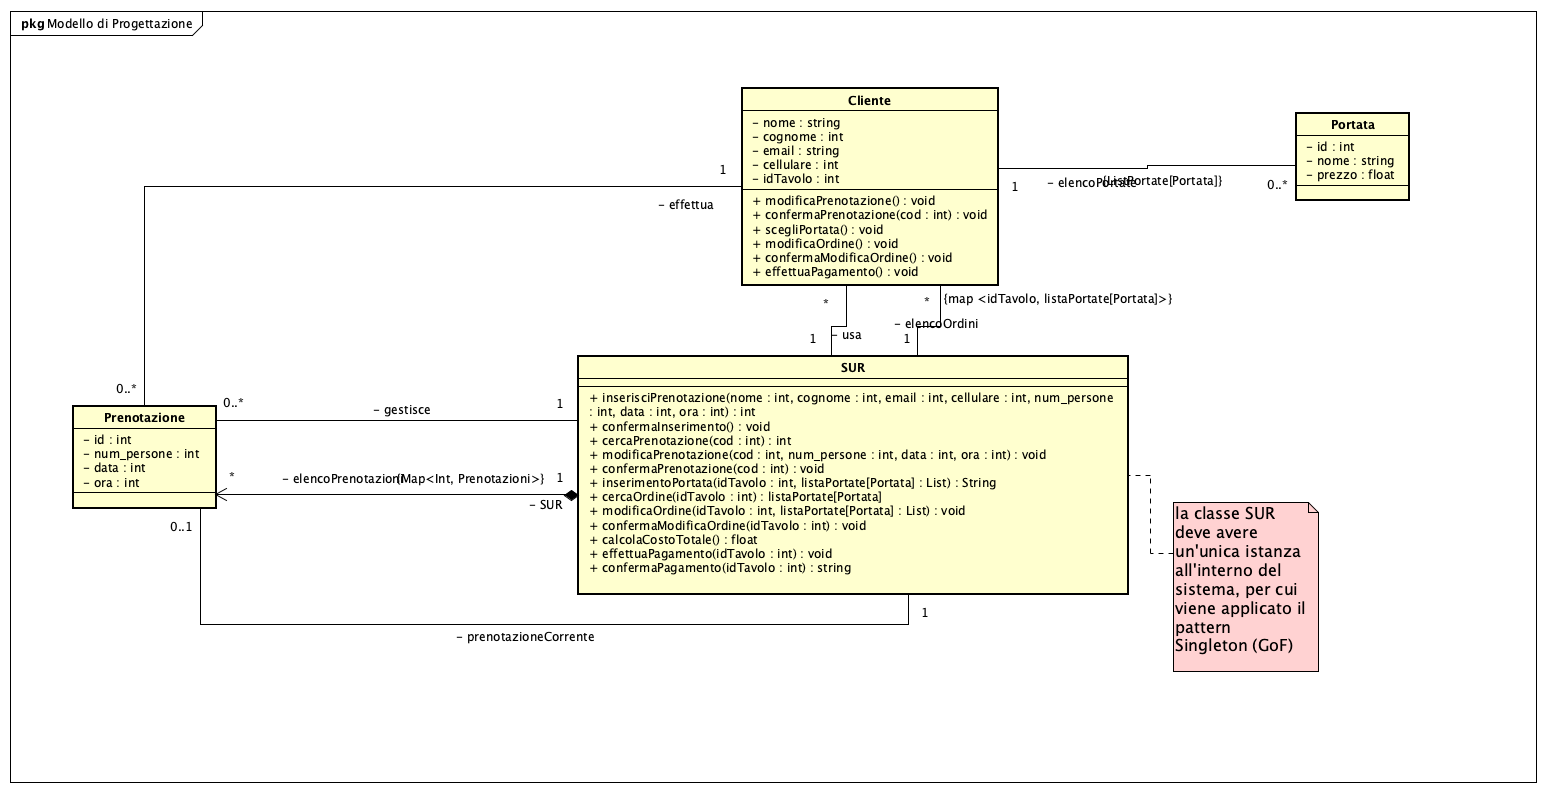 pkg Modello di Progettazione
Cliente
- nome : string
- cognome : int
- email : string
- cellulare : int
- idTavolo : int
+ modificaPrenotazione() : void
+ confermaPrenotazione(cod : int) : void
+ scegliPortata() : void
+ modificaOrdine() : void
+ confermaModificaOrdine() : void
+ effettuaPagamento() : void
Portata
- id : int
- nome : string
- prezzo : float
1
- effettua
1
- elencoPortate
{ListPortate[Portata]}
0..*
*
* {map <idTavolo, listaPortate[Portata]>}
- elencoOrdini
1
- usa
1
0..*
0..*
- gestisce
1
Prenotazione
- id : int
- num_persone : int
- data : int
- ora : int
*
- elencoPrenotazioni
{Map<Int, Prenotazioni>}
1
- SUR
0..1
- prenotazioneCorrente
1
SUR
+ inserisciPrenotazione(nome : int, cognome : int, email : int, cellulare : int, num_persone
: int, data : int, ora : int) : int
+ confermaInserimento() : void
+ cercaPrenotazione(cod : int) : int
+ modificaPrenotazione(cod : int, num_persone : int, data : int, ora : int) : void
+ confermaPrenotazione(cod : int) : void
+ inserimentoPortata(idTavolo : int, listaPortate[Portata] : List) : String
+ cercaOrdine(idTavolo : int) : listaPortate[Portata]
+ modificaOrdine(idTavolo : int, listaPortate[Portata] : List) : void
+ confermaModificaOrdine(idTavolo : int) : void
+ calcolaCostoTotale() : float
+ effettuaPagamento(idTavolo : int) : void
+ confermaPagamento(idTavolo : int) : string
la classe SUR
deve avere
un'unica istanza
all'interno del
sistema, per cui
viene applicato il
pattern
Singleton (GoF)